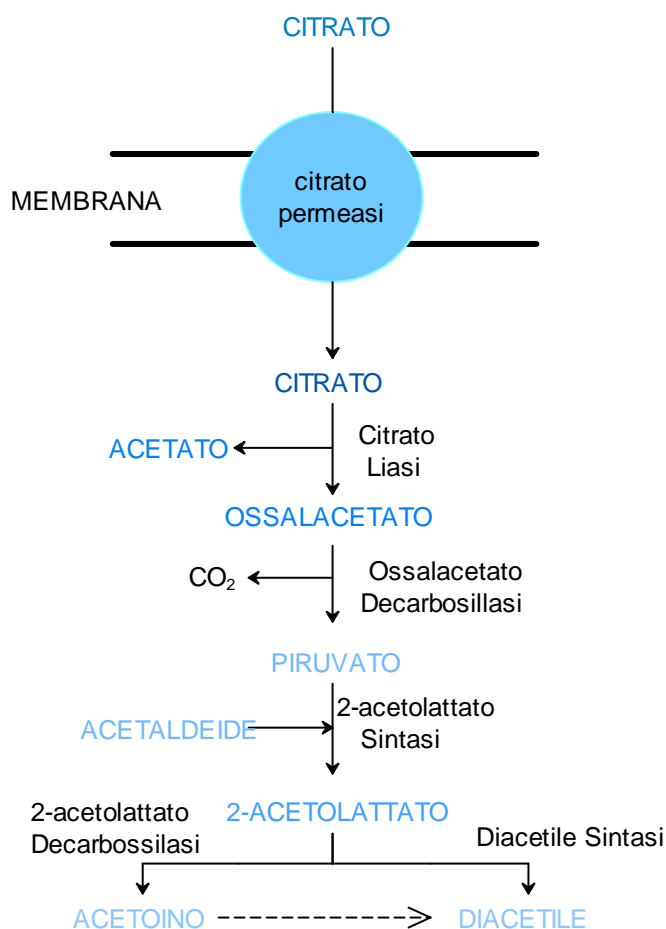 CITRATO
citrato
permeasi
MEMBRANA
CITRATO
ACETATO
Citrato
Liasi
OSSALACETATO
CO₂
Ossalacetato
Decarbosillasi
PIRUVATO
ACETALDEIDE
2-acetolattato
Sintasi
2-acetolattato
Decarbossilasi
2-ACETOLATTATO
Diacetile Sintasi
ACETOINO
DIACETILE